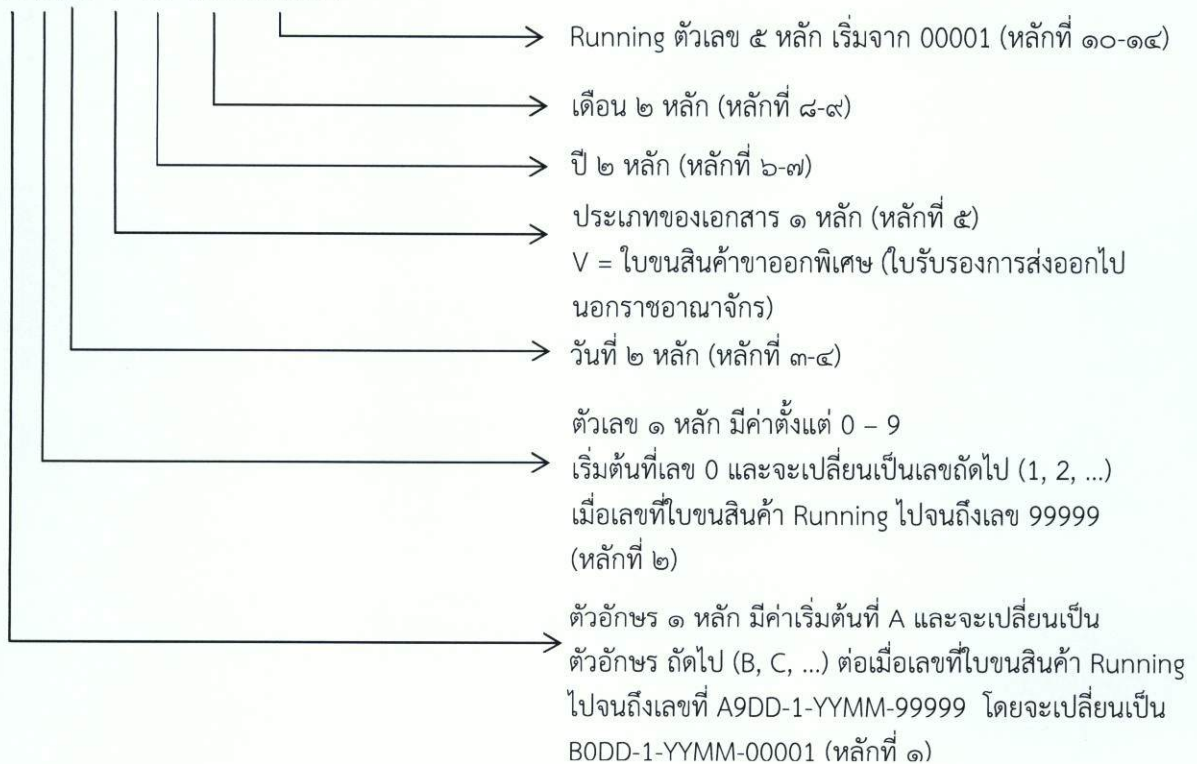 Running ตัวเลข ๕ หลัก เริ่มจาก 00001 (หลักที่ ๑๐-๑๔)
เดือน ๒ หลัก (หลักที่ ๘-๙)
ปี ๒ หลัก (หลักที่ ๖-๗)
ประเภทของเอกสาร ๑ หลัก (หลักที่ ๕)
V = ใบขนสินค้าขาออกพิเศษ (ใบรับรองการส่งออกไป
นอกราชอาณาจักร)
วันที่ ๒ หลัก (หลักที่ ๓-๔)
ตัวเลข ๑ หลัก มีค่าตั้งแต่ 0 – 9
เริ่มต้นที่เลข 0 และจะเปลี่ยนเป็นเลขถัดไป (1, 2, ...)
เมื่อเลขที่ใบขนสินค้า Running ไปจนถึงเลข 99999
(หลักที่ ๒)
ตัวอักษร ๑ หลัก มีค่าเริ่มต้นที่ A และจะเปลี่ยนเป็น
ตัวอักษร ถัดไป (B, C, ...) ต่อเมื่อเลขที่ใบขนสินค้า Running
ไปจนถึงเลขที่ A9DD-1-YYMM-99999 โดยจะเปลี่ยนเป็น
B0DD-1-YYMM-00001 (หลักที่ ๑)